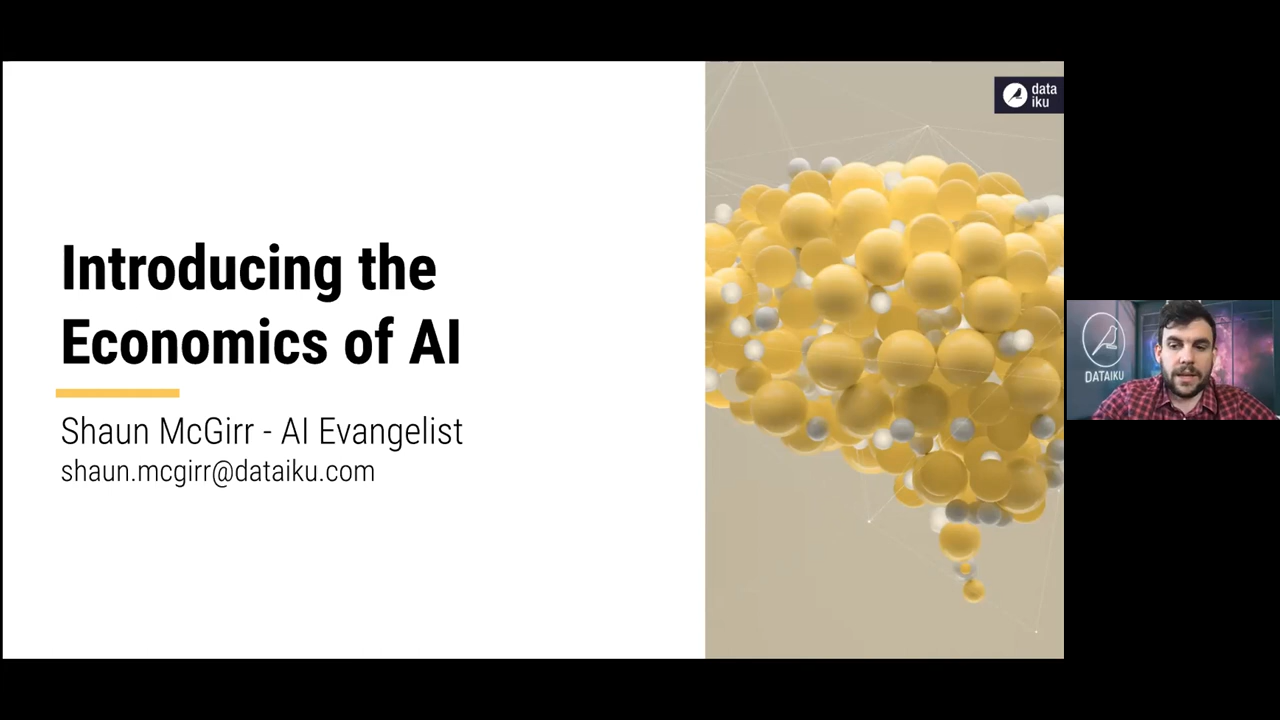 data
iku
Introducing the
Economics of AI
Shaun McGirr - AI Evangelist
shaun.mcgirr@dataiku.com
DATAIKU